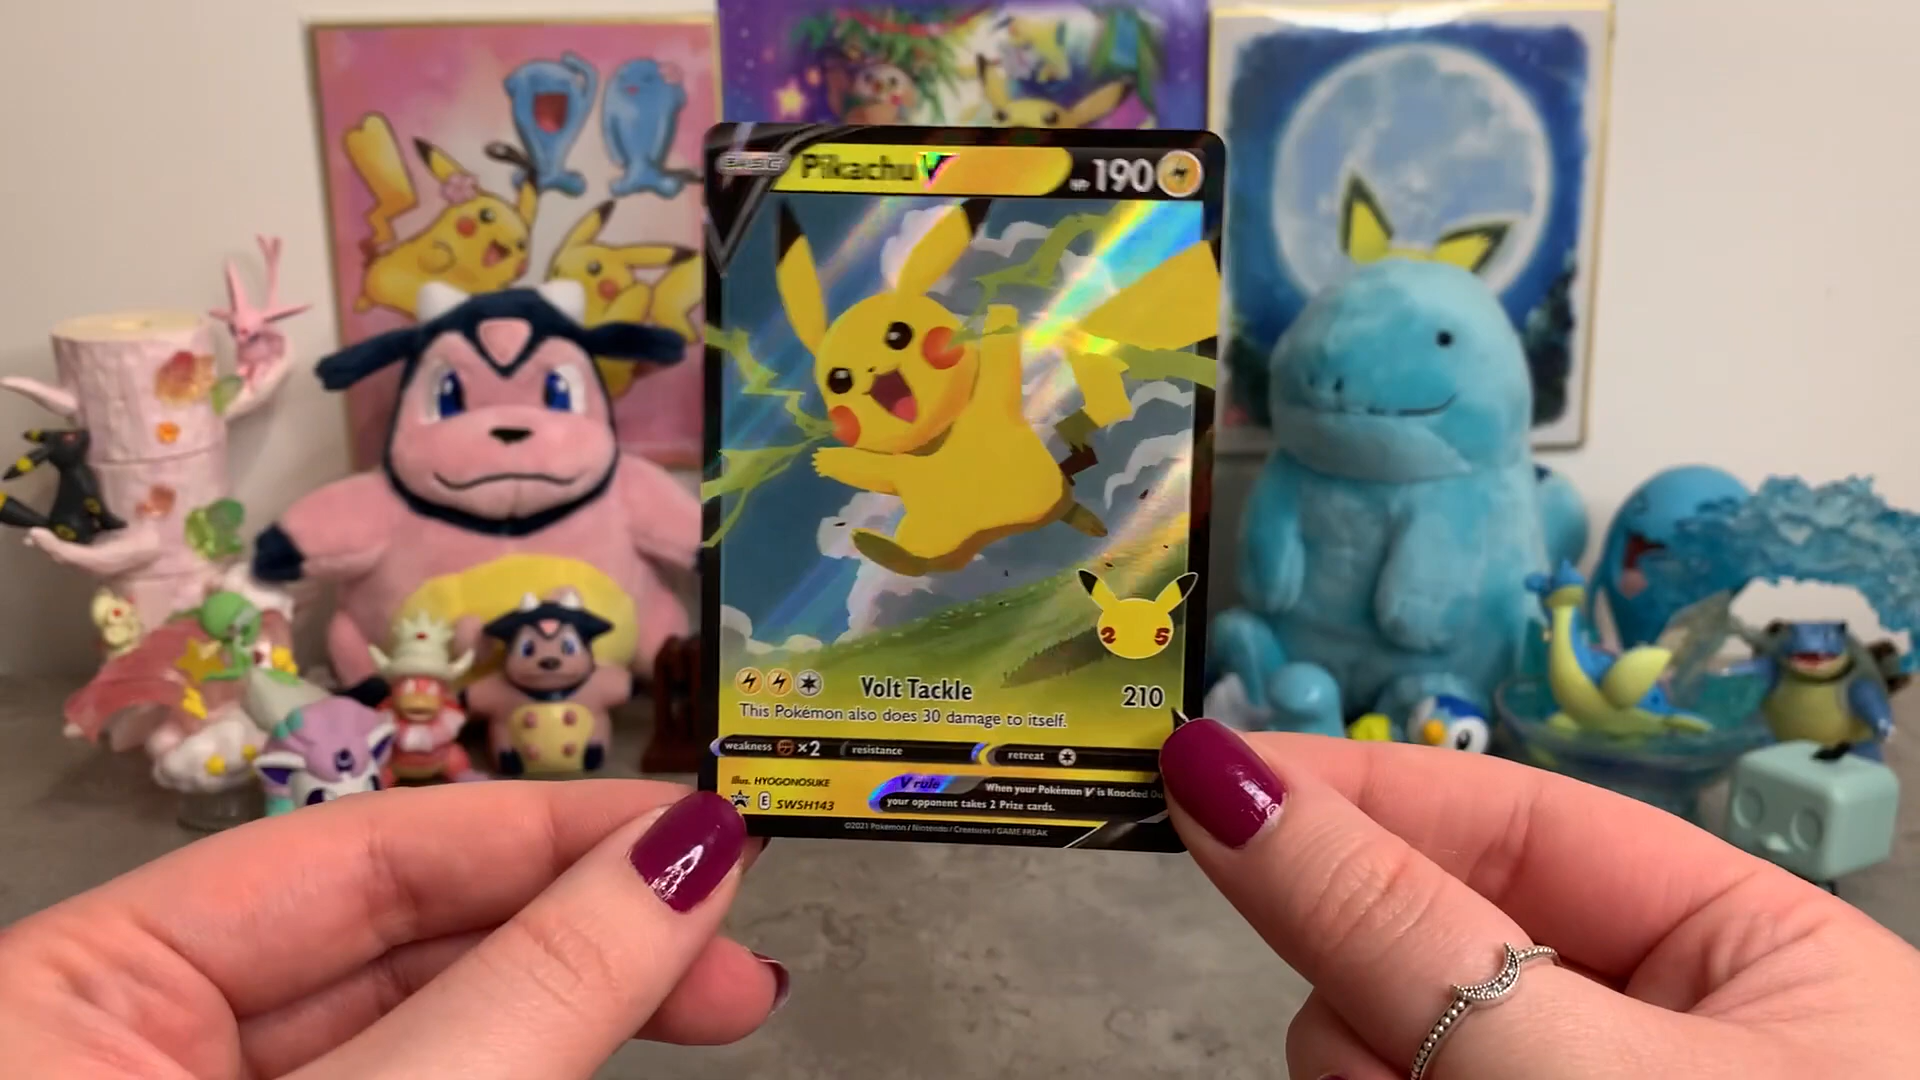 BASIC Pikachu V HP 190
2 5
Volt Tackle 210
This Pokémon also does 30 damage to itself.
weakness ×2 resistance retreat
Illus. HYOGONOSUKE
V rule When your Pokémon V is Knocked
E SWSH143 your opponent takes 2 Prize cards.
©2021 Pokémon / Nintendo / Creatures / GAME FREAK